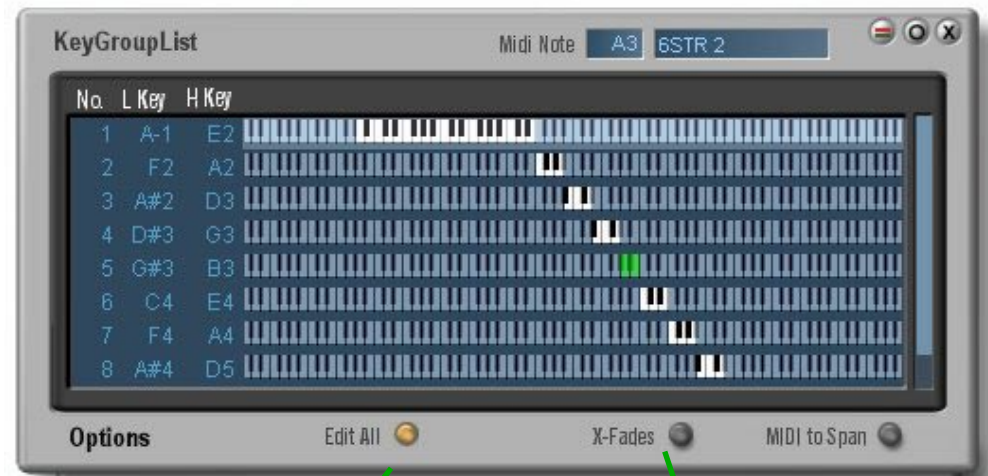 KeyGroupList Midi Note A3 6STR 2 X
No. L Key H Key
1 A-1 E2
2 F2 A2
3 A#2 D3
4 D#3 G3
5 G#3 B3
6 C4 E4
7 F4 A4
8 A#4 D5
Options Edit All X-Fades MIDI to Span